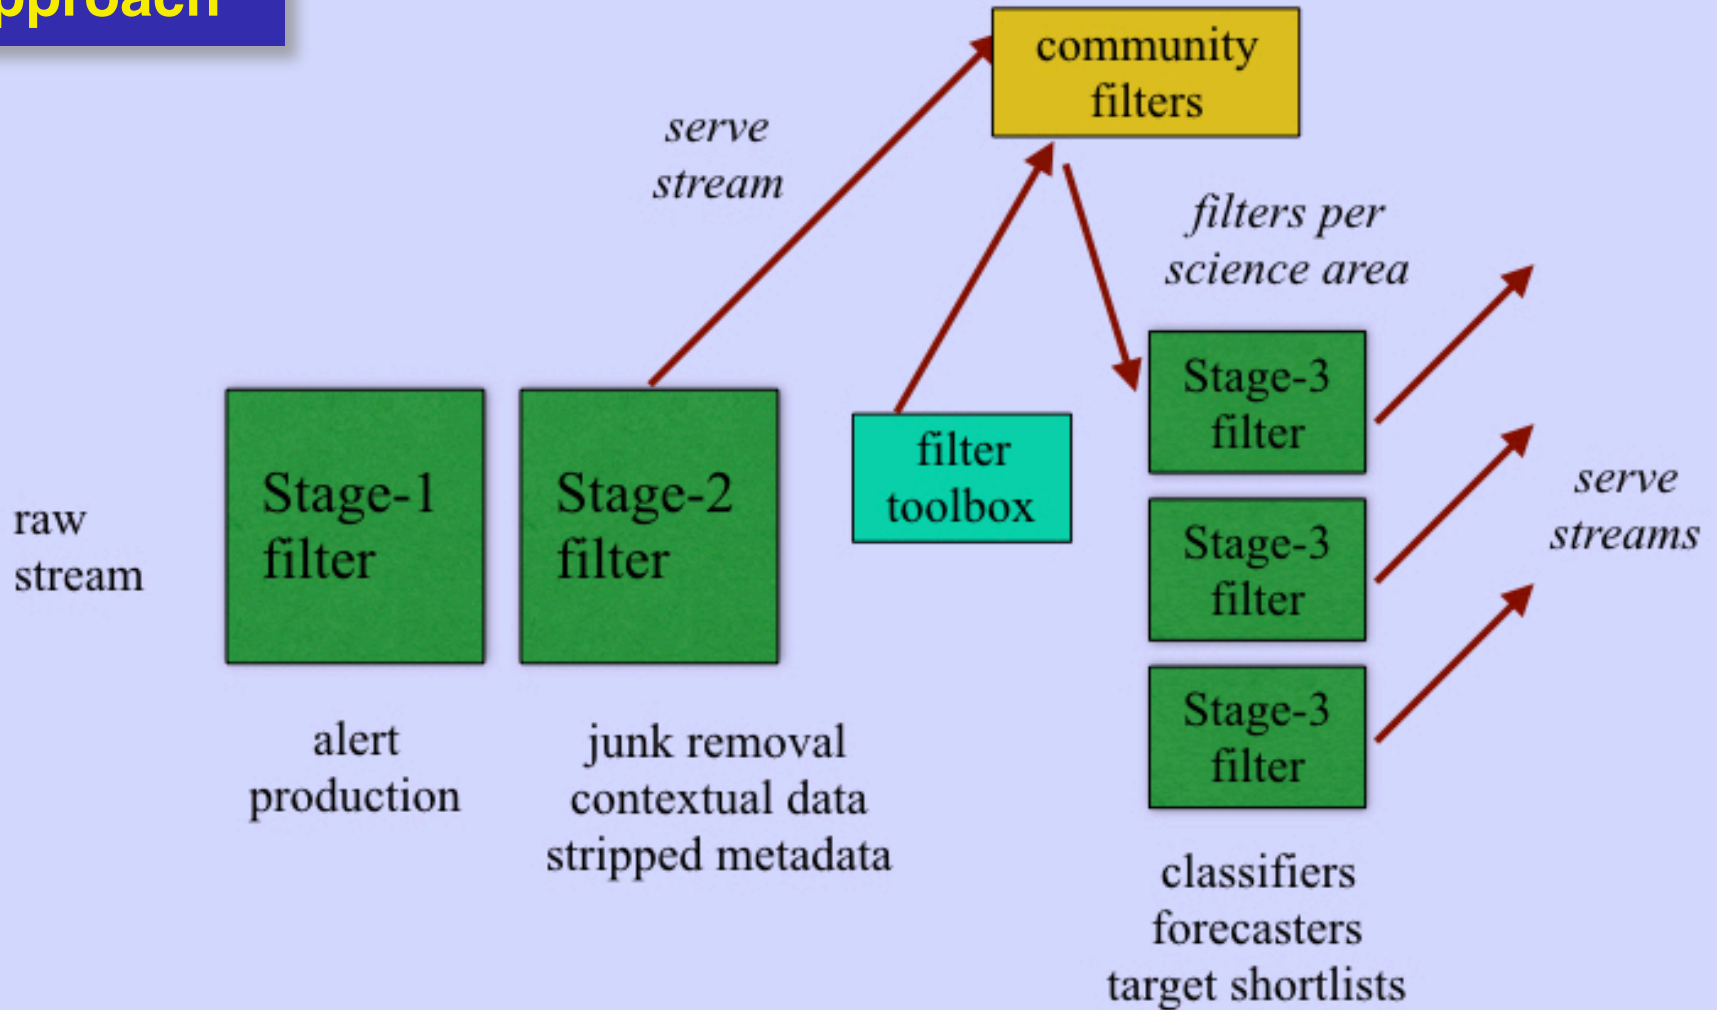 community
filters
serve
stream
filters per
science area
raw
stream
Stage-1
filter
Stage-2
filter
filter
toolbox
Stage-3
filter
Stage-3
filter
Stage-3
filter
serve
streams
alert
production
junk removal
contextual data
stripped metadata
classifiers
forecasters
target shortlists